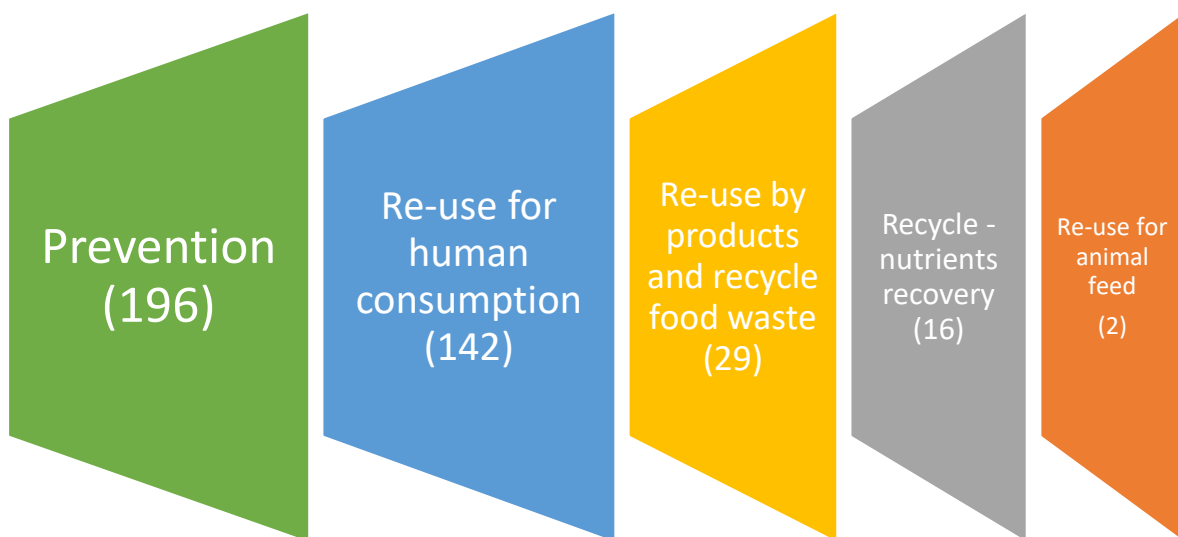 Prevention
(196)
Re-use for
human
consumption
(142)
Re-use by
products
and recycle
food waste
(29)
Recycle -
nutrients
recovery
(16)
Re-use for
animal
feed
(2)